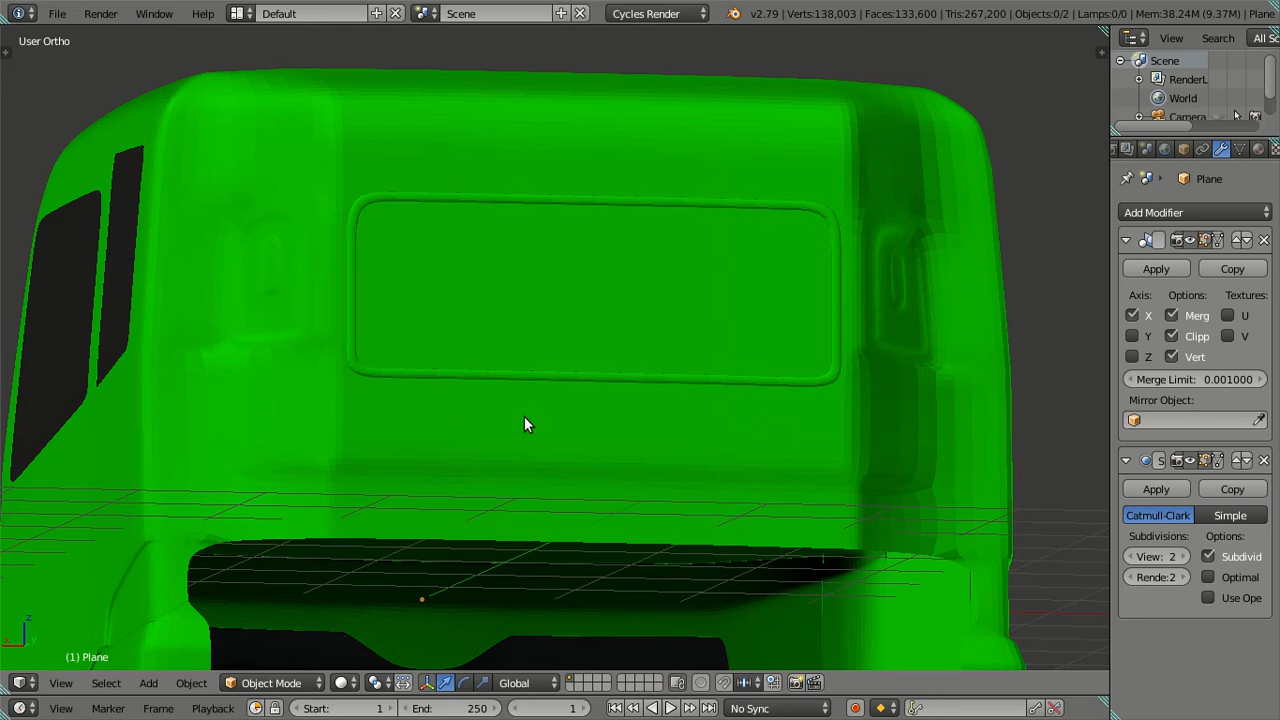 File Render Window Help Default Scene Cycles Render v2.79 | Verts:138,003 | Faces:133,600 | Tris:267,200 | Objects:0/2 | Lamps:0/0 | Mem:38.24M (9.37M) | Plane
User Ortho
View Search All Sc
Scene
RenderL
World
Camera
Plane
Add Modifier
Apply Copy
Axis: Options: Textures:
X Merg U
Y Clipp V
Z Vert
Merge Limit: 0.001000
Mirror Object:
S
Apply Copy
Catmull-Clark Simple
Subdivisions: Options:
View: 2 Subdivid
Rende:2 Optimal
Use Ope
z
x y
(1) Plane
View Select Add Object Object Mode Global
View Marker Frame Playback Start: 1 End: 250 1 No Sync